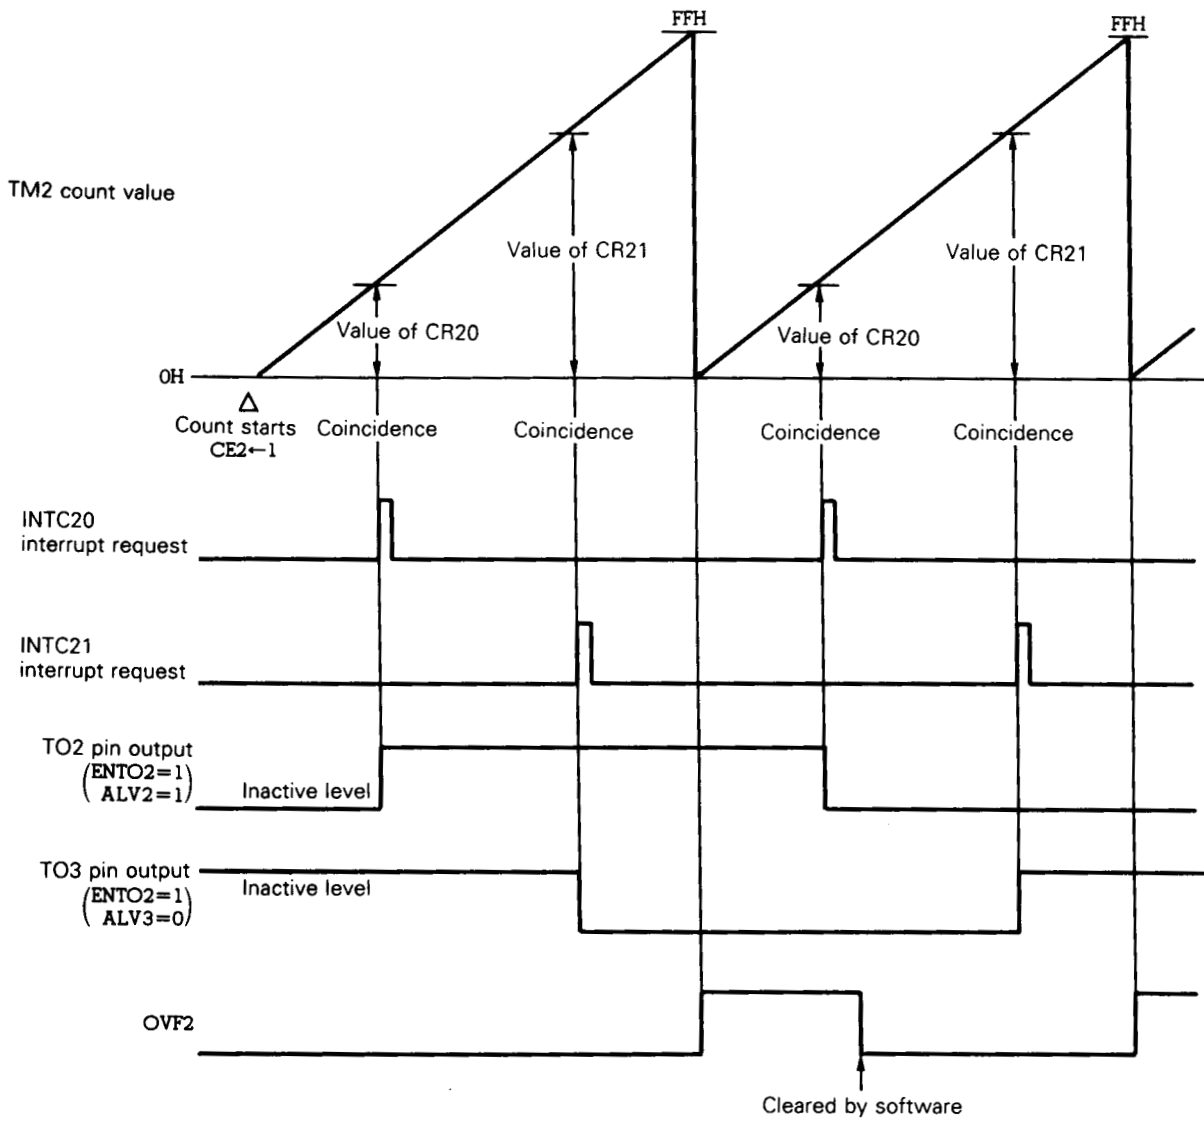 FFH
FFH
TM2 count value
Value of CR21
Value of CR21
Value of CR20
Value of CR20
0H
Count starts
CE2←1
Coincidence
Coincidence
Coincidence
Coincidence
INTC20
interrupt request
INTC21
interrupt request
TO2 pin output
(ENTO2=1
ALV2=1)
Inactive level
TO3 pin output
(ENTO2=1
ALV3=0)
Inactive level
OVF2
Cleared by software